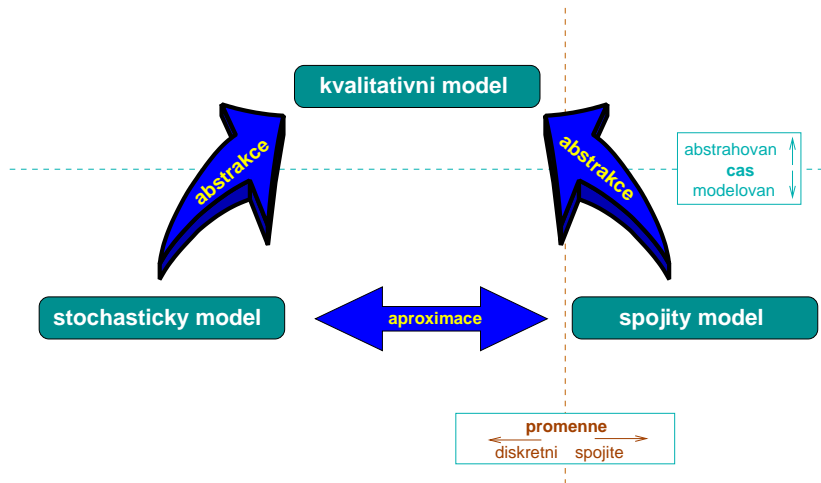 kvalitativni model
abstrakce
abstrakce
abstrahovan
cas
modelovan
stochasticky model
aproximace
spojity model
promenne
diskretni spojite